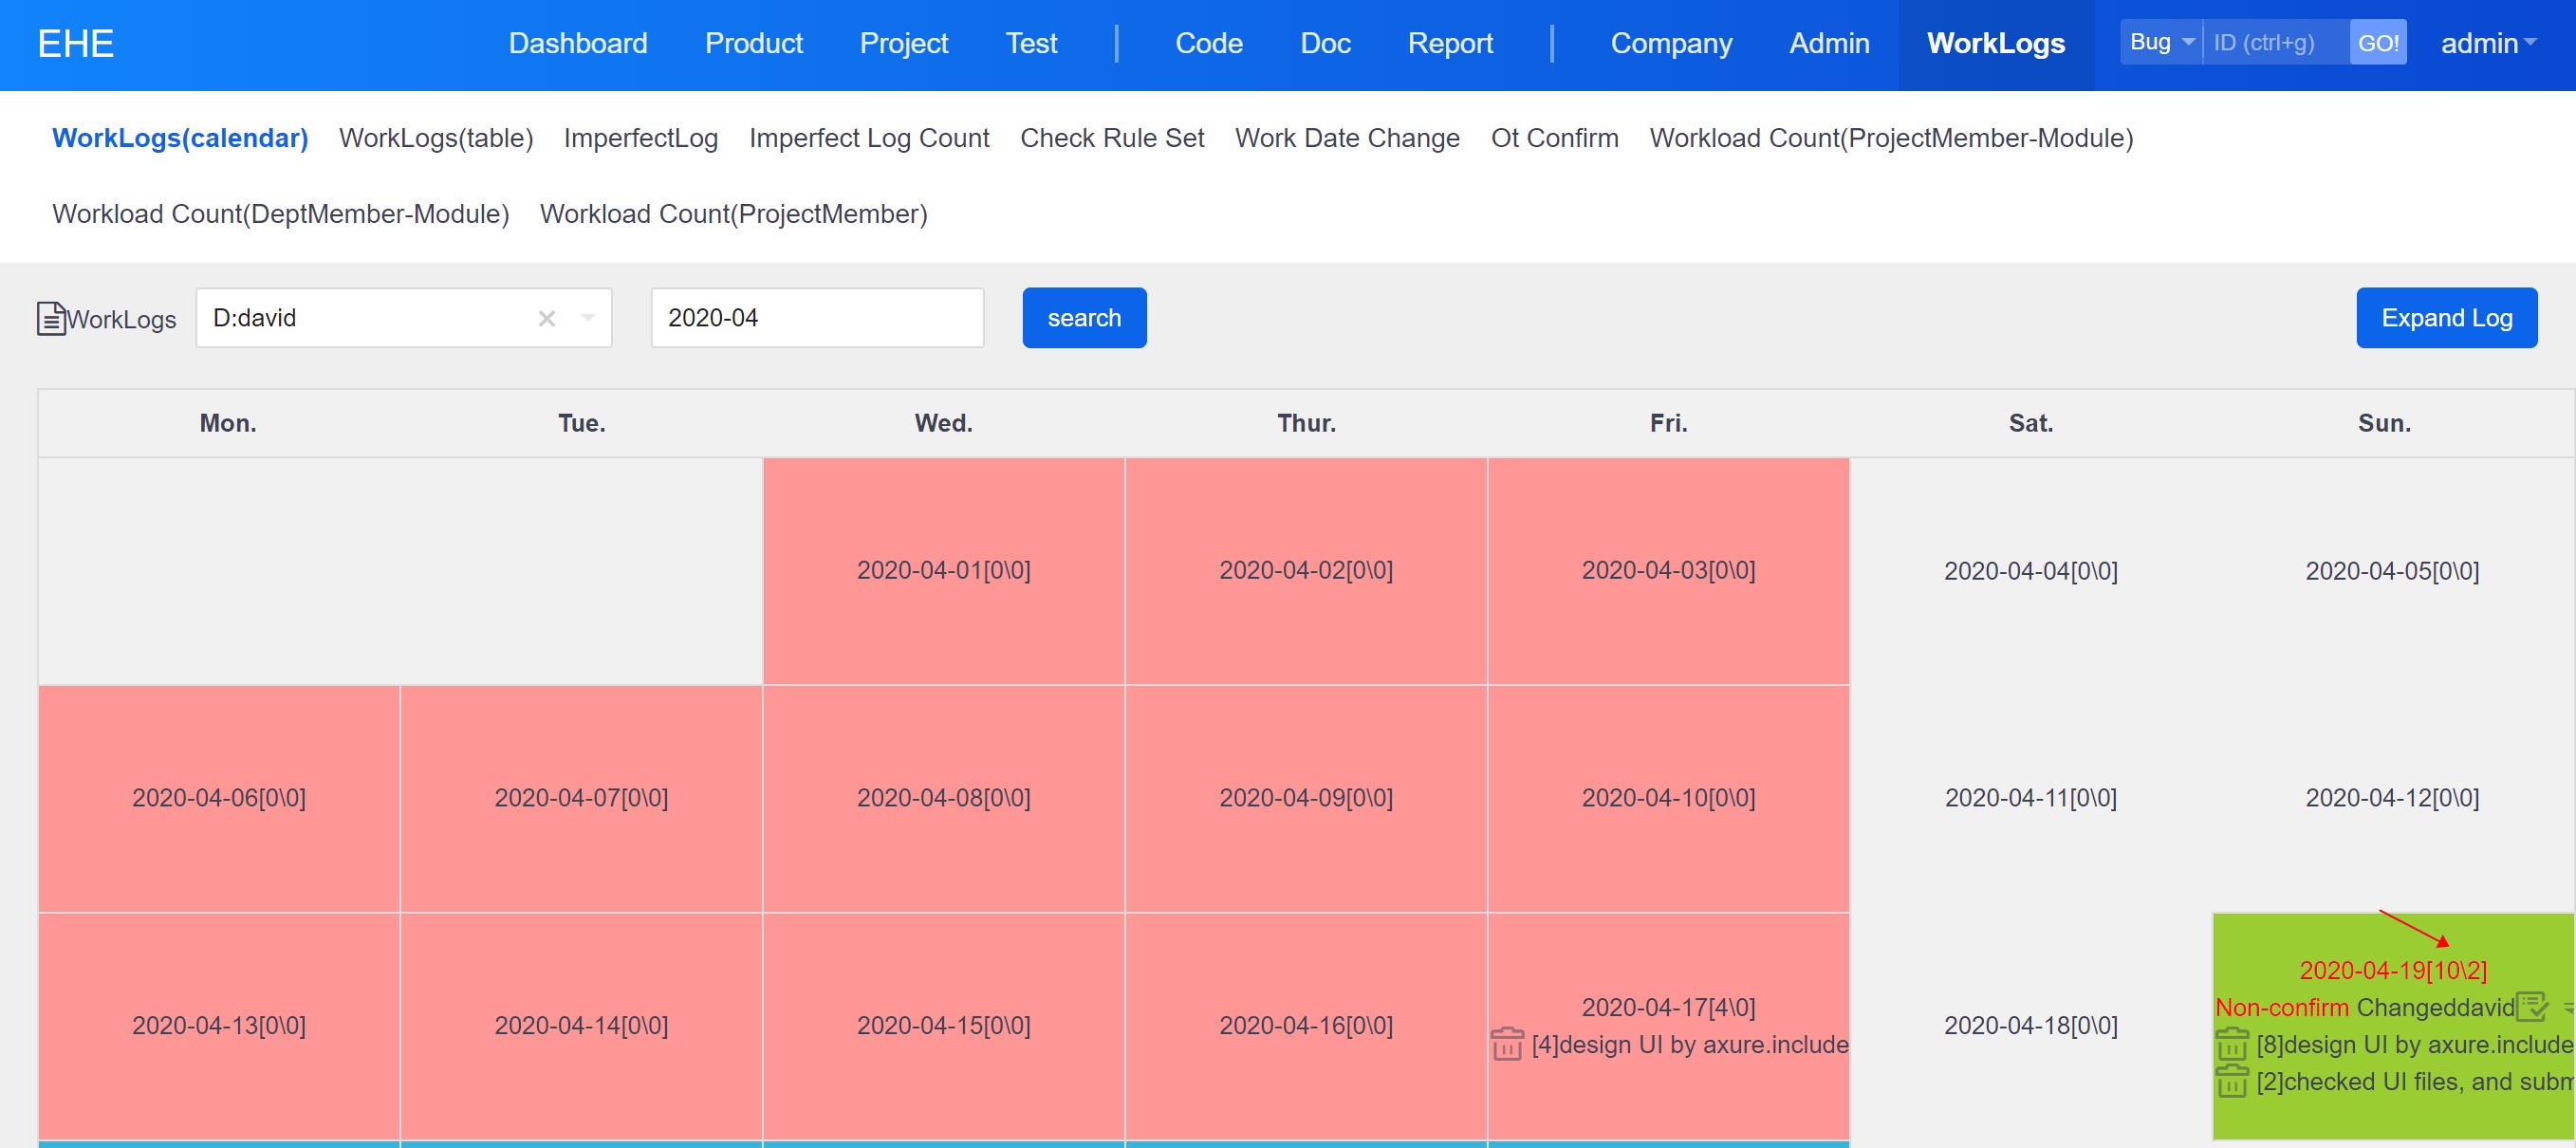 EHE Dashboard Product Project Test Code Doc Report Company Admin WorkLogs Bug ID (ctrl+g) GO! admin
WorkLogs(calendar) WorkLogs(table) ImperfectLog Imperfect Log Count Check Rule Set Work Date Change Ot Confirm Workload Count(ProjectMember-Module)
Workload Count(DeptMember-Module) Workload Count(ProjectMember)
WorkLogs D:david 2020-04 search Expand Log
Mon. Tue. Wed. Thur. Fri. Sat. Sun.
2020-04-01[0\0] 2020-04-02[0\0] 2020-04-03[0\0] 2020-04-04[0\0] 2020-04-05[0\0]
2020-04-06[0\0] 2020-04-07[0\0] 2020-04-08[0\0] 2020-04-09[0\0] 2020-04-10[0\0] 2020-04-11[0\0] 2020-04-12[0\0]
2020-04-13[0\0] 2020-04-14[0\0] 2020-04-15[0\0] 2020-04-16[0\0]
2020-04-17[4\0]
[4]design UI by axure.include
2020-04-18[0\0]
2020-04-19[10\2]
Non-confirm Changeddavid
[8]design UI by axure.include
[2]checked UI files, and subm